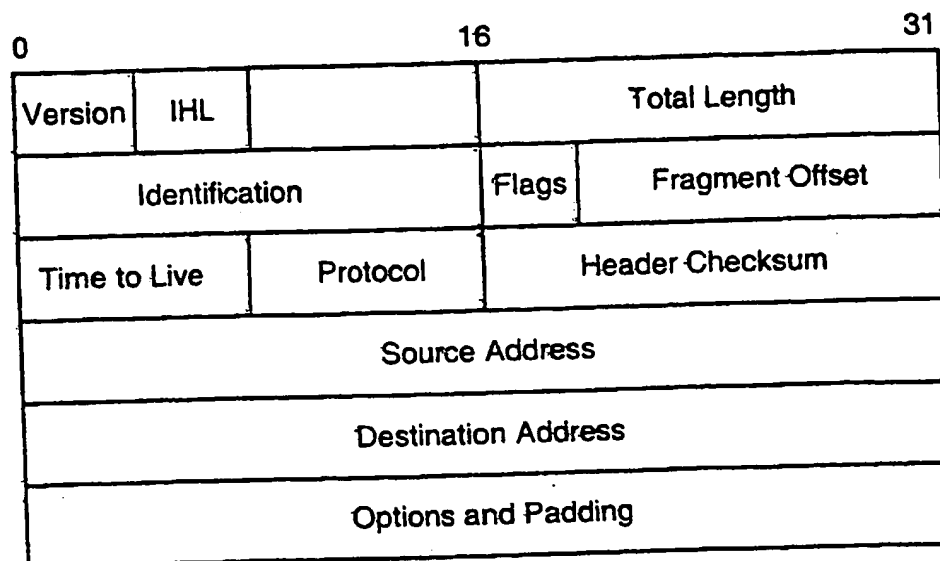 0 16 31
Version IHL Total Length
Identification Flags Fragment Offset
Time to Live Protocol Header Checksum
Source Address
Destination Address
Options and Padding